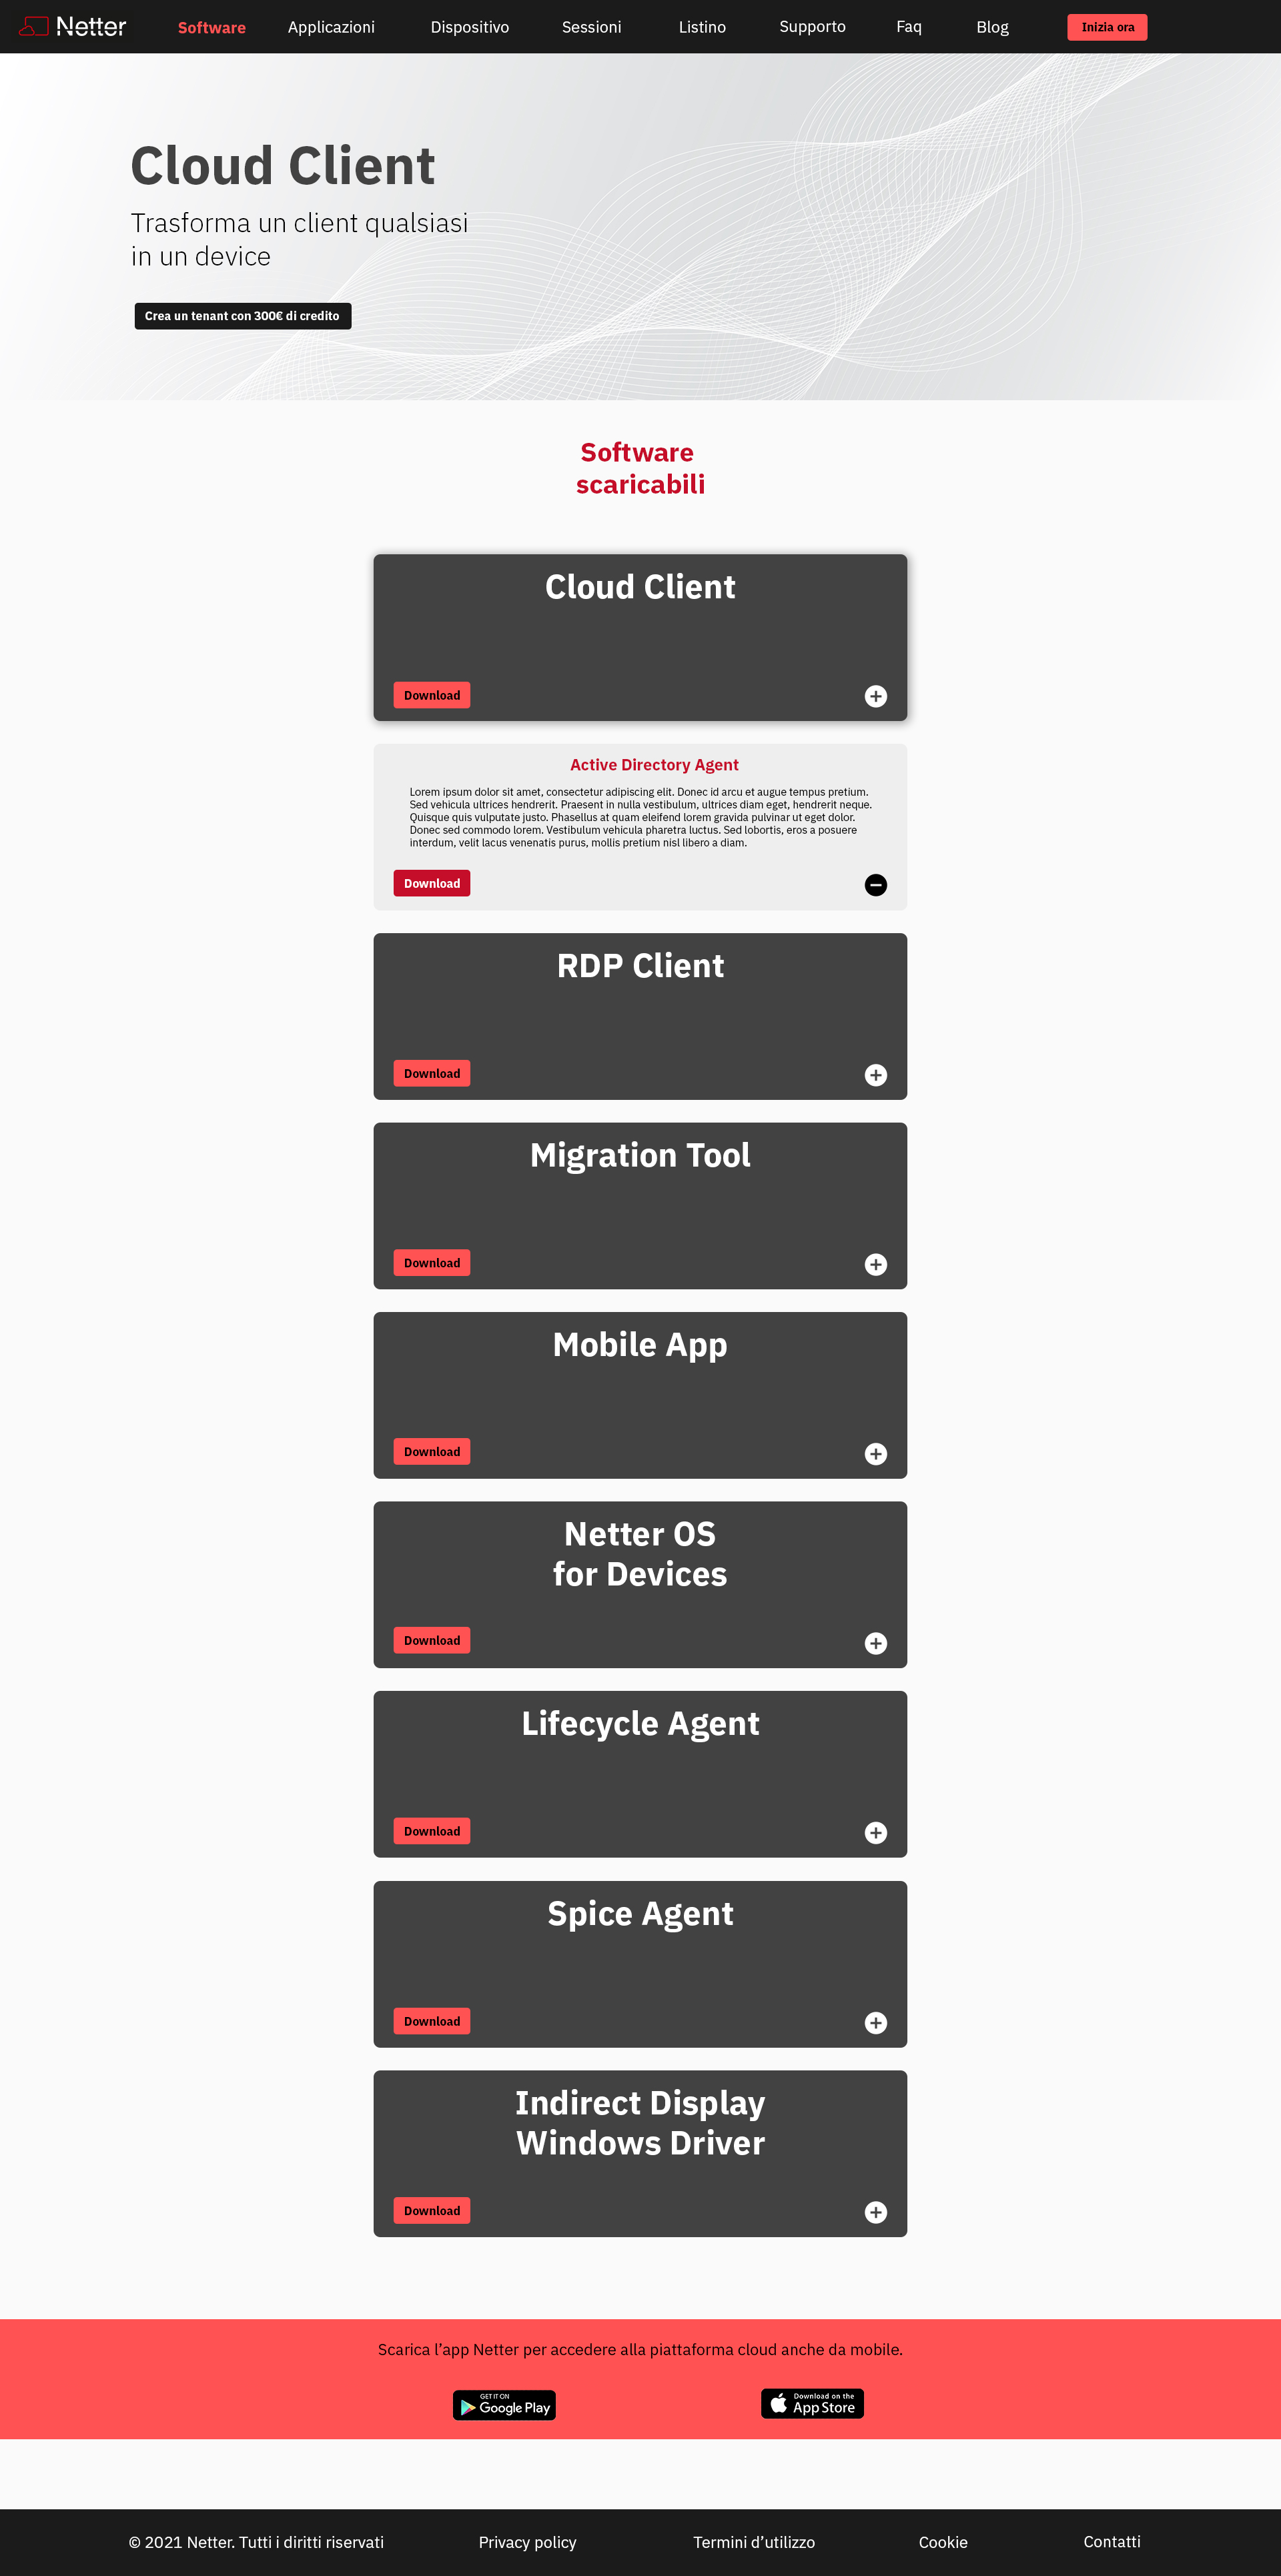 Netter
Software
Applicazioni
Dispositivo
Sessioni
Listino
Supporto
Faq
Blog
Inizia ora
Cloud Client
Trasforma un client qualsiasi
in un device
Crea un tenant con 300€ di credito
Software
scaricabili
Cloud Client
Download
Active Directory Agent
Lorem ipsum dolor sit amet, consectetur adipiscing elit. Donec id arcu et augue tempus pretium.
Sed vehicula ultrices hendrerit. Praesent in nulla vestibulum, ultrices diam eget, hendrerit neque.
Quisque quis vulputate justo. Phasellus at quam eleifend lorem gravida pulvinar ut eget dolor.
Donec sed commodo lorem. Vestibulum vehicula pharetra luctus. Sed lobortis, eros a posuere
interdum, velit lacus venenatis purus, mollis pretium nisl libero a diam.
Download
RDP Client
Download
Migration Tool
Download
Mobile App
Download
Netter OS
for Devices
Download
Lifecycle Agent
Download
Spice Agent
Download
Indirect Display
Windows Driver
Download
Scarica l’app Netter per accedere alla piattaforma cloud anche da mobile.
GET IT ON
Google Play
Download on the
App Store
© 2021 Netter. Tutti i diritti riservati
Privacy policy
Termini d’utilizzo
Cookie
Contatti